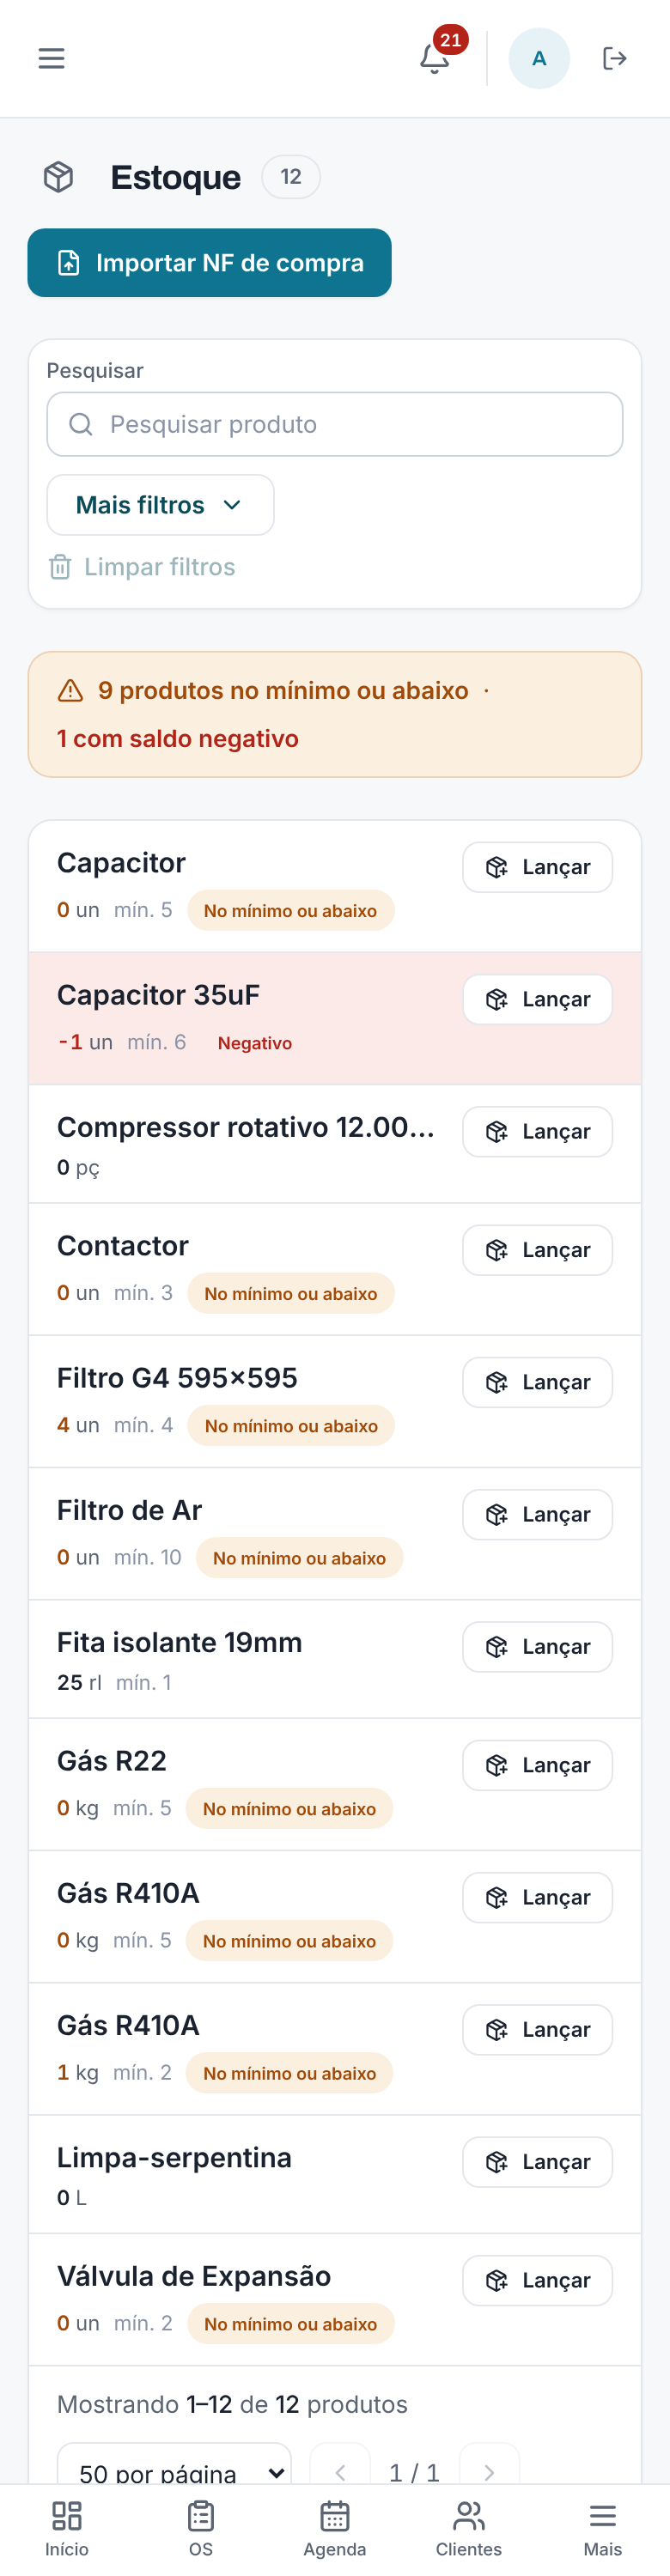 21
A
Estoque 12
Importar NF de compra
Pesquisar
Pesquisar produto
Mais filtros
Limpar filtros
9 produtos no mínimo ou abaixo ·
1 com saldo negativo
Capacitor
Lançar
0 un mín. 5 No mínimo ou abaixo
Capacitor 35uF
Lançar
-1 un mín. 6 Negativo
Compressor rotativo 12.00...
Lançar
0 pç
Contactor
Lançar
0 un mín. 3 No mínimo ou abaixo
Filtro G4 595×595
Lançar
4 un mín. 4 No mínimo ou abaixo
Filtro de Ar
Lançar
0 un mín. 10 No mínimo ou abaixo
Fita isolante 19mm
Lançar
25 rl mín. 1
Gás R22
Lançar
0 kg mín. 5 No mínimo ou abaixo
Gás R410A
Lançar
0 kg mín. 5 No mínimo ou abaixo
Gás R410A
Lançar
1 kg mín. 2 No mínimo ou abaixo
Limpa-serpentina
Lançar
0 L
Válvula de Expansão
Lançar
0 un mín. 2 No mínimo ou abaixo
Mostrando 1–12 de 12 produtos
50 por página
1 / 1
Início
OS
Agenda
Clientes
Mais